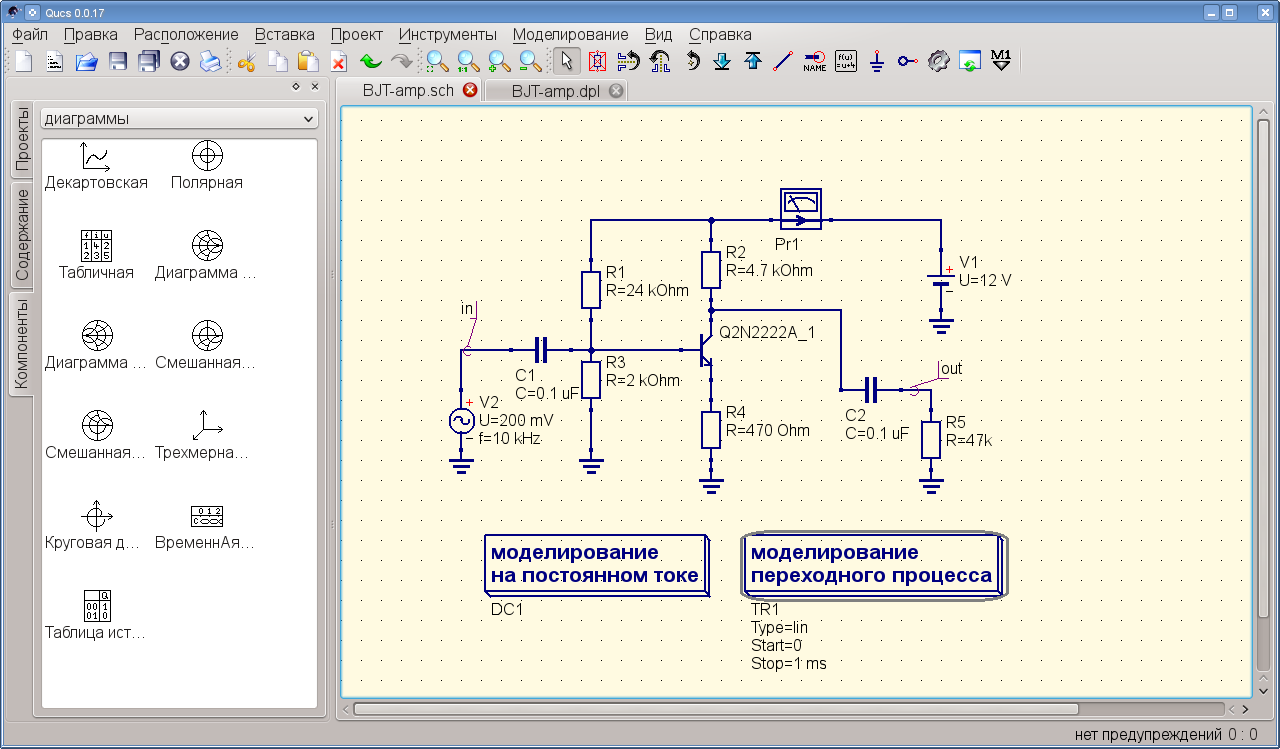 Qucs 0.0.17
Файл Правка Расположение Вставка Проект Инструменты Моделирование Вид Справка
NAME
M1
BJT-amp.sch
BJT-amp.dpl
Проекты
Содержание
Компоненты
диаграммы
Декартовская
Полярная
Табличная
Диаграмма ...
Диаграмма ...
Смешанная...
Смешанная...
Трехмерна...
Круговая д...
ВременнАя...
Таблица ист...
Pr1
R2
R=4.7 kOhm
V1
U=12 V
R1
R=24 kOhm
in
Q2N2222A_1
R3
R=2 kOhm
C1
C=0.1 uF
out
V2
U=200 mV
f=10 kHz
R4
R=470 Ohm
C2
C=0.1 uF
R5
R=47k
моделирование
на постоянном токе
DC1
моделирование
переходного процесса
TR1
Type=lin
Start=0
Stop=1 ms
нет предупреждений 0 : 0